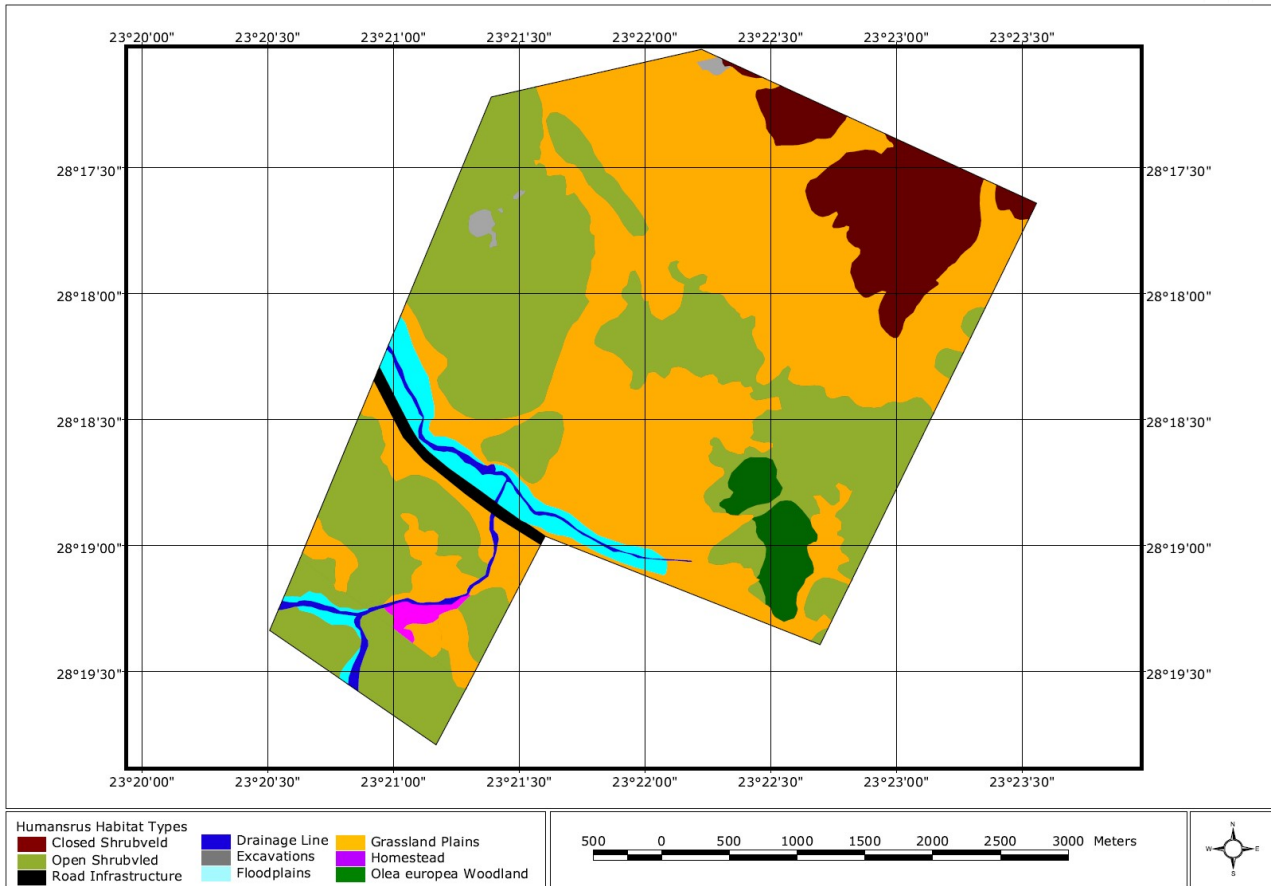 23°20'00" 23°20'30" 23°21'00" 23°21'30" 23°22'00" 23°22'30" 23°23'00" 23°23'30"
28°17'30" 28°17'30"
28°18'00" 28°18'00"
28°18'30" 28°18'30"
28°19'00" 28°19'00"
28°19'30" 28°19'30"
23°20'00" 23°20'30" 23°21'00" 23°21'30" 23°22'00" 23°22'30" 23°23'00" 23°23'30"
Humansrus Habitat Types
Closed Shrubveld
Open Shrubvled
Road Infrastructure
Drainage Line
Excavations
Floodplains
Grassland Plains
Homestead
Olea europea Woodland
500 0 500 1000 1500 2000 2500 3000 Meters
N
W E
S